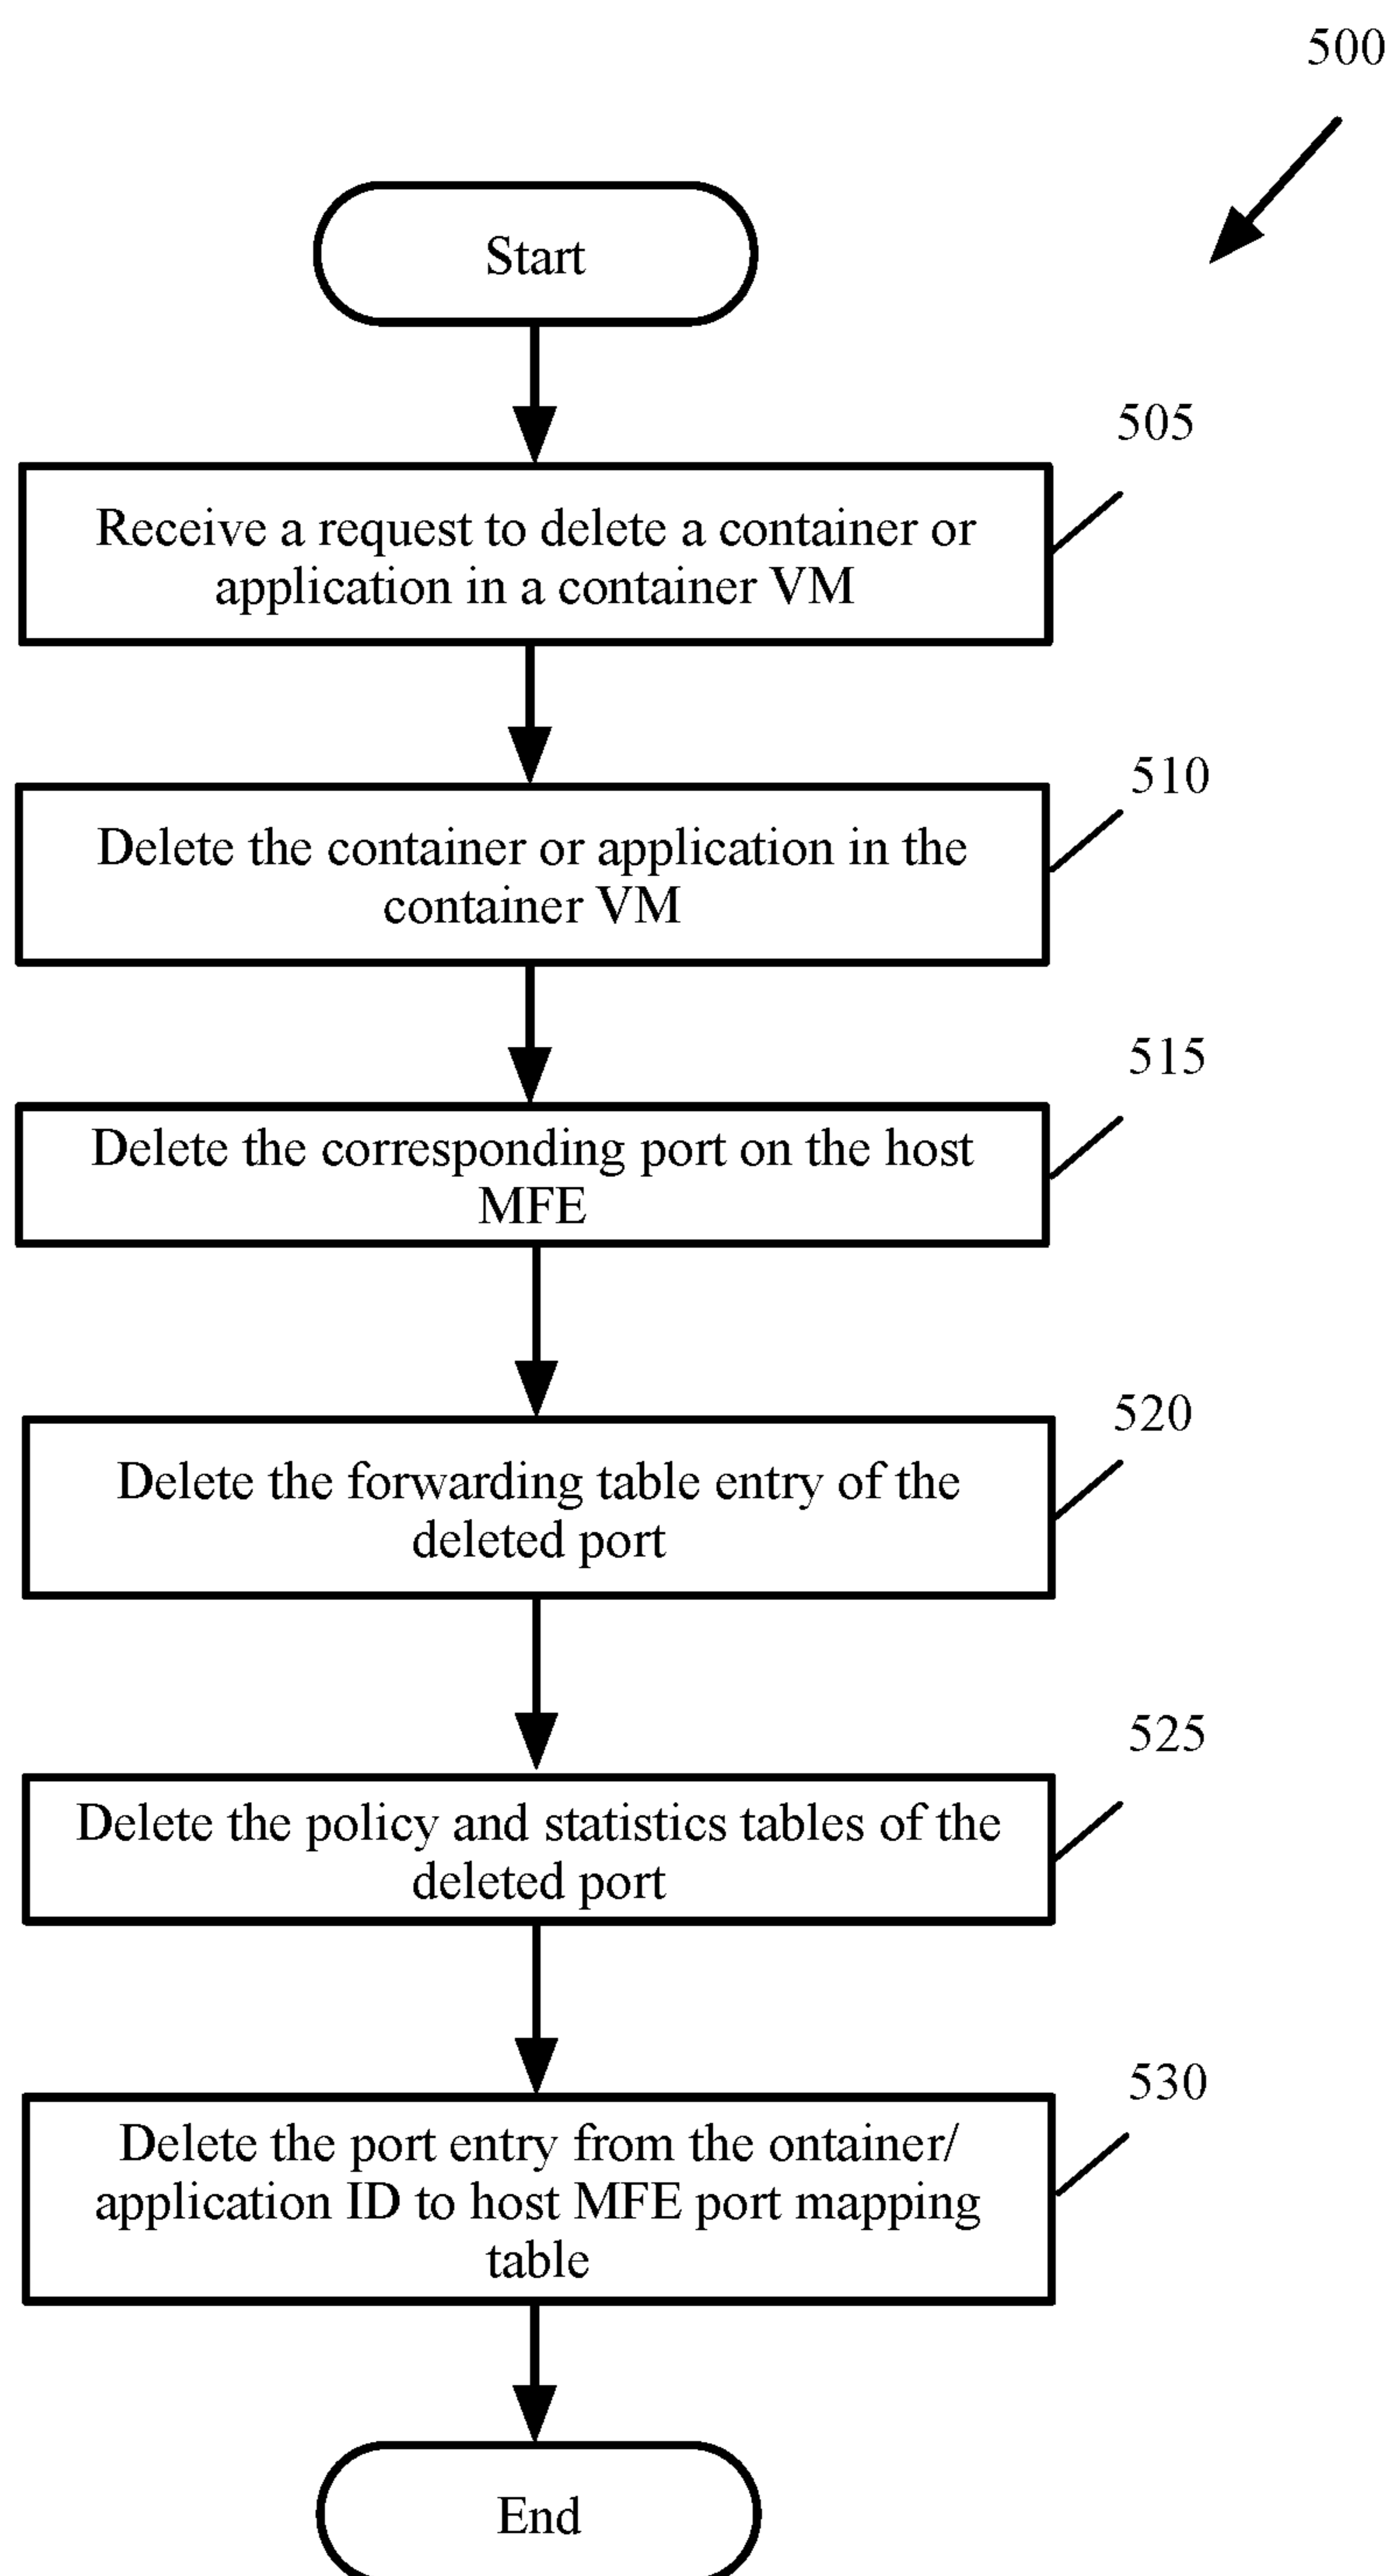 500
Start
505
Receive a request to delete a container or
application in a container VM
510
Delete the container or application in the
container VM
515
Delete the corresponding port on the host
MFE
520
Delete the forwarding table entry of the
deleted port
525
Delete the policy and statistics tables of the
deleted port
530
Delete the port entry from the ontainer/
application ID to host MFE port mapping
table
End